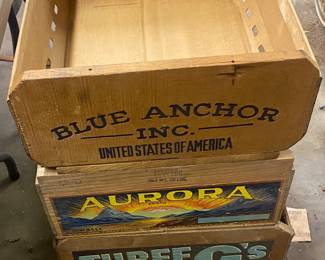 BLUE ANCHOR
INC.
UNITED STATES OF AMERICA
AURORA
THREE G's